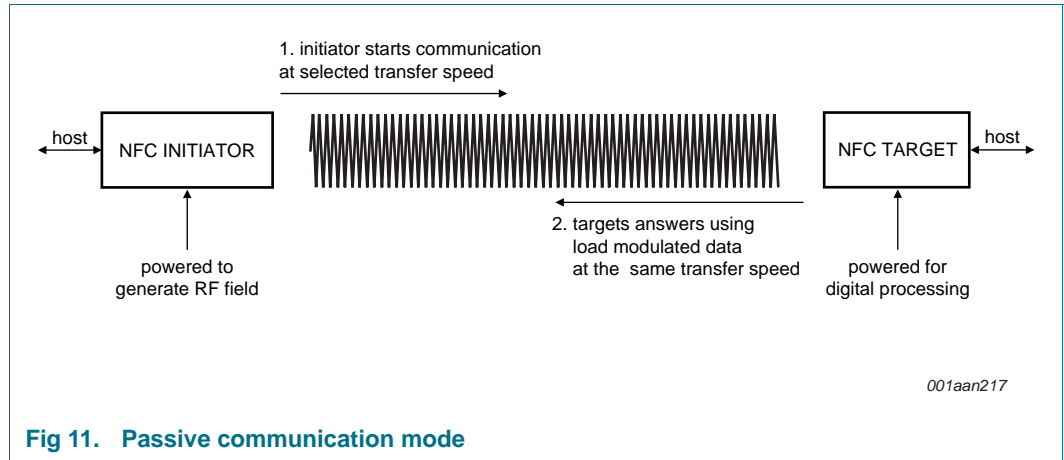 1. initiator starts communication
at selected transfer speed
host
NFC INITIATOR
NFC TARGET
host
2. targets answers using
load modulated data
at the same transfer speed
powered to
generate RF field
powered for
digital processing
001aan217
Fig 11. Passive communication mode